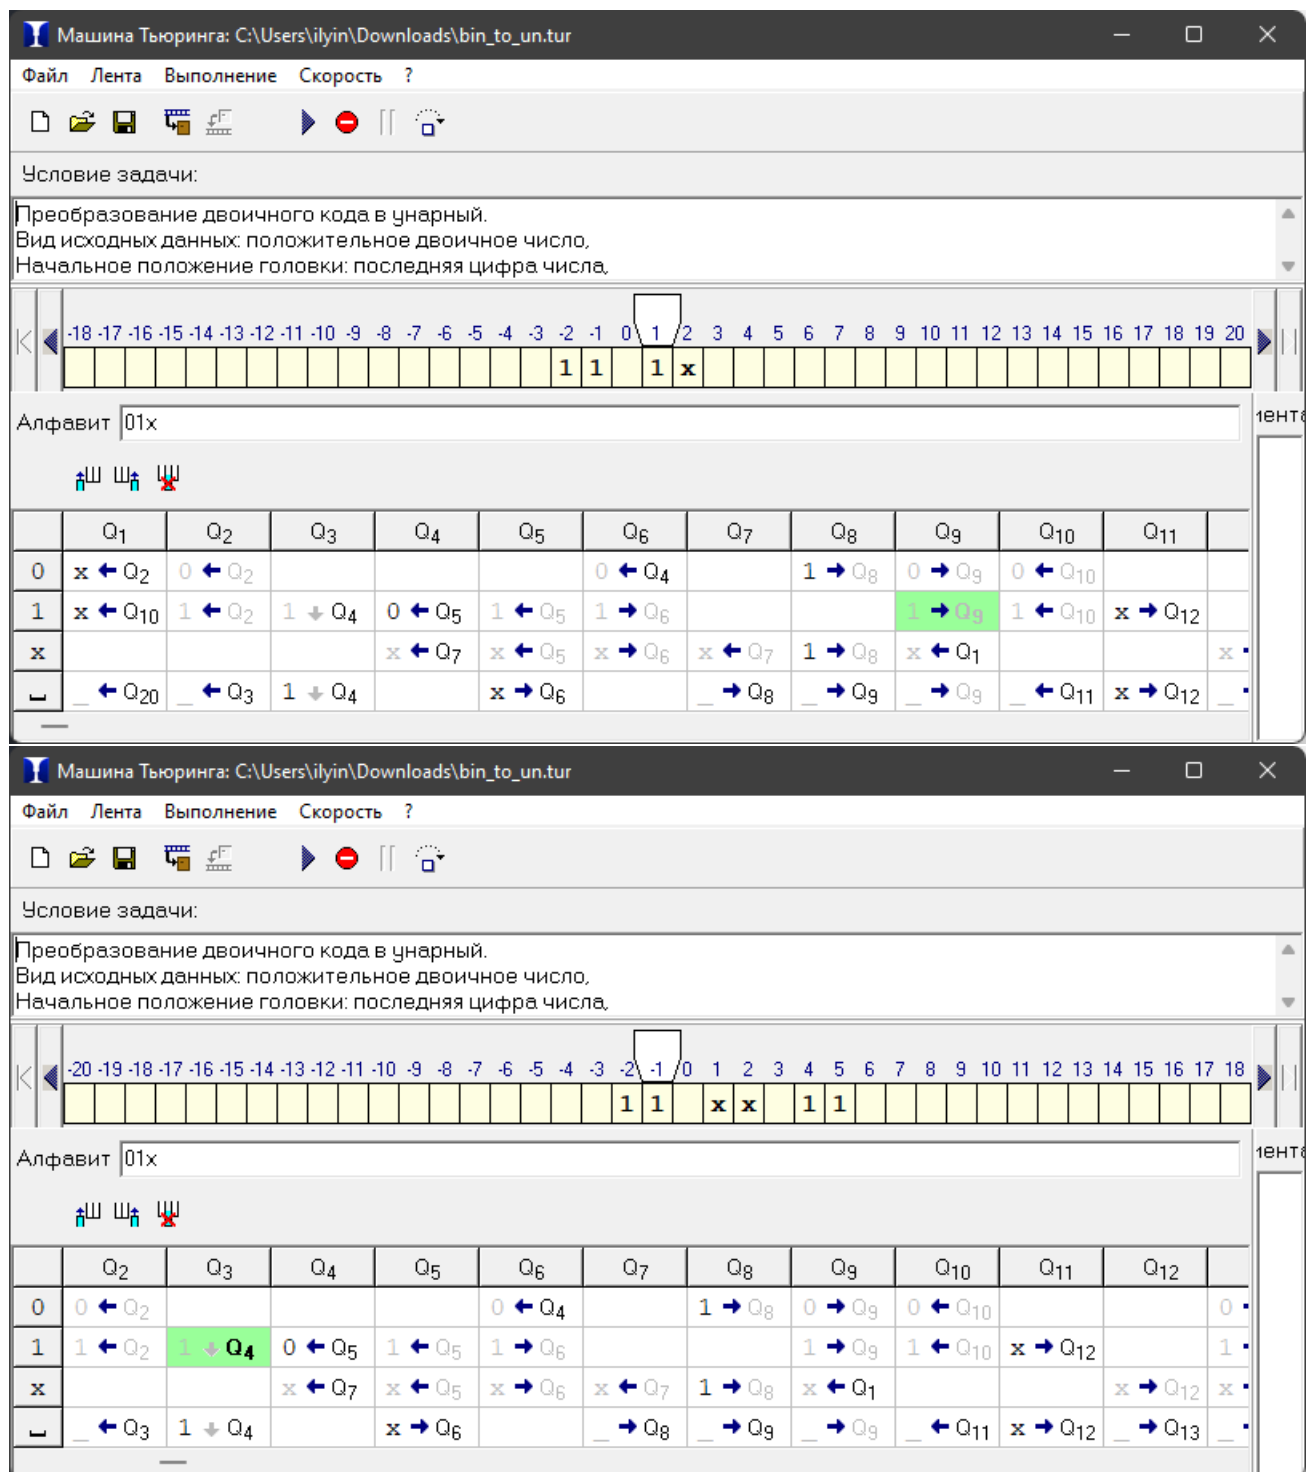 Машина Тьюринга: C:\Users\ilyin\Downloads\bin_to_un.tur
Файл Лента Выполнение Скорость ?
Условие задачи:
Преобразование двоичного кода в унарный.
Вид исходных данных: положительное двоичное число,
Начальное положение головки: последняя цифра числа,
-18 -17 -16 -15 -14 -13 -12 -11 -10 -9 -8 -7 -6 -5 -4 -3 -2 -1 0 1 2 3 4 5 6 7 8 9 10 11 12 13 14 15 16 17 18 19 20
1 1 1 x
Алфавит 01x
Q1 Q2 Q3 Q4 Q5 Q6 Q7 Q8 Q9 Q10 Q11
0 x ← Q2 0 ← Q2 0 ← Q4 1 → Q8 0 → Q9 0 ← Q10
1 x ← Q10 1 ← Q2 1 ↓ Q4 0 ← Q5 1 ← Q5 1 → Q6 1 → Q9 1 ← Q10 x → Q12
x x ← Q7 x ← Q5 x → Q6 x ← Q7 1 → Q8 x ← Q1 x
_ _ ← Q20 _ ← Q3 1 ↓ Q4 x → Q6 _ → Q8 _ → Q9 _ → Q9 _ ← Q11 x → Q12 _
Машина Тьюринга: C:\Users\ilyin\Downloads\bin_to_un.tur
Файл Лента Выполнение Скорость ?
Условие задачи:
Преобразование двоичного кода в унарный.
Вид исходных данных: положительное двоичное число,
Начальное положение головки: последняя цифра числа,
-20 -19 -18 -17 -16 -15 -14 -13 -12 -11 -10 -9 -8 -7 -6 -5 -4 -3 -2 -1 0 1 2 3 4 5 6 7 8 9 10 11 12 13 14 15 16 17 18
1 1 x x 1 1
Алфавит 01x
Q2 Q3 Q4 Q5 Q6 Q7 Q8 Q9 Q10 Q11 Q12
0 0 ← Q2 0 ← Q4 1 → Q8 0 → Q9 0 ← Q10 0
1 1 ← Q2 1 ↓ Q4 0 ← Q5 1 ← Q5 1 → Q6 1 → Q9 1 ← Q10 x → Q12 1
x x ← Q7 x ← Q5 x → Q6 x ← Q7 1 → Q8 x ← Q1 x → Q12 x
_ _ ← Q3 1 ↓ Q4 x → Q6 _ → Q8 _ → Q9 _ → Q9 _ ← Q11 x → Q12 _ → Q13 _